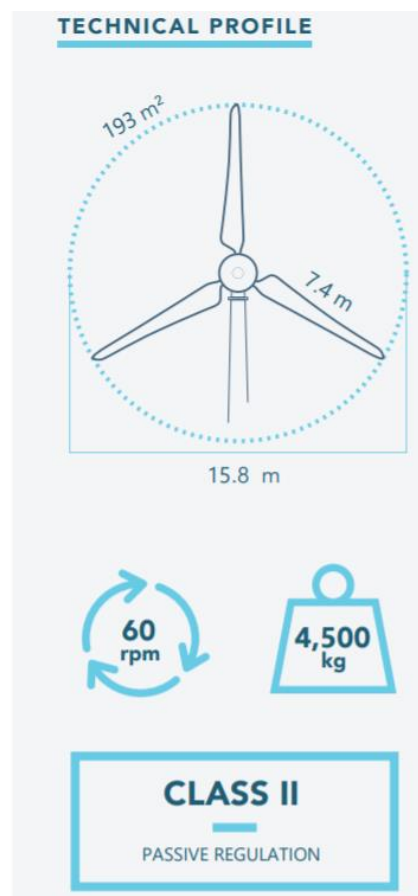 TECHNICAL PROFILE
193 m²
7.4 m
15.8 m
60
rpm
4,500
kg
CLASS II
PASSIVE REGULATION